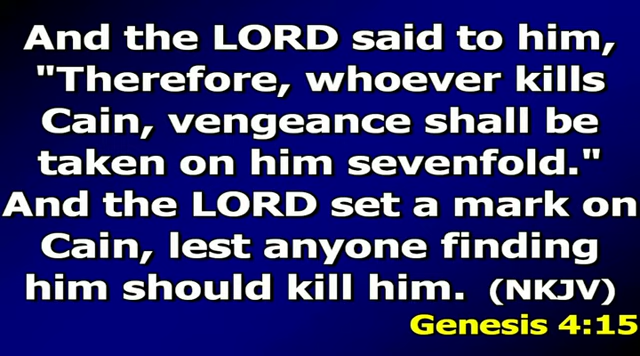 And the LORD said to him,
"Therefore, whoever kills
Cain, vengeance shall be
taken on him sevenfold."
And the LORD set a mark on
Cain, lest anyone finding
him should kill him. (NKJV)
Genesis 4:15